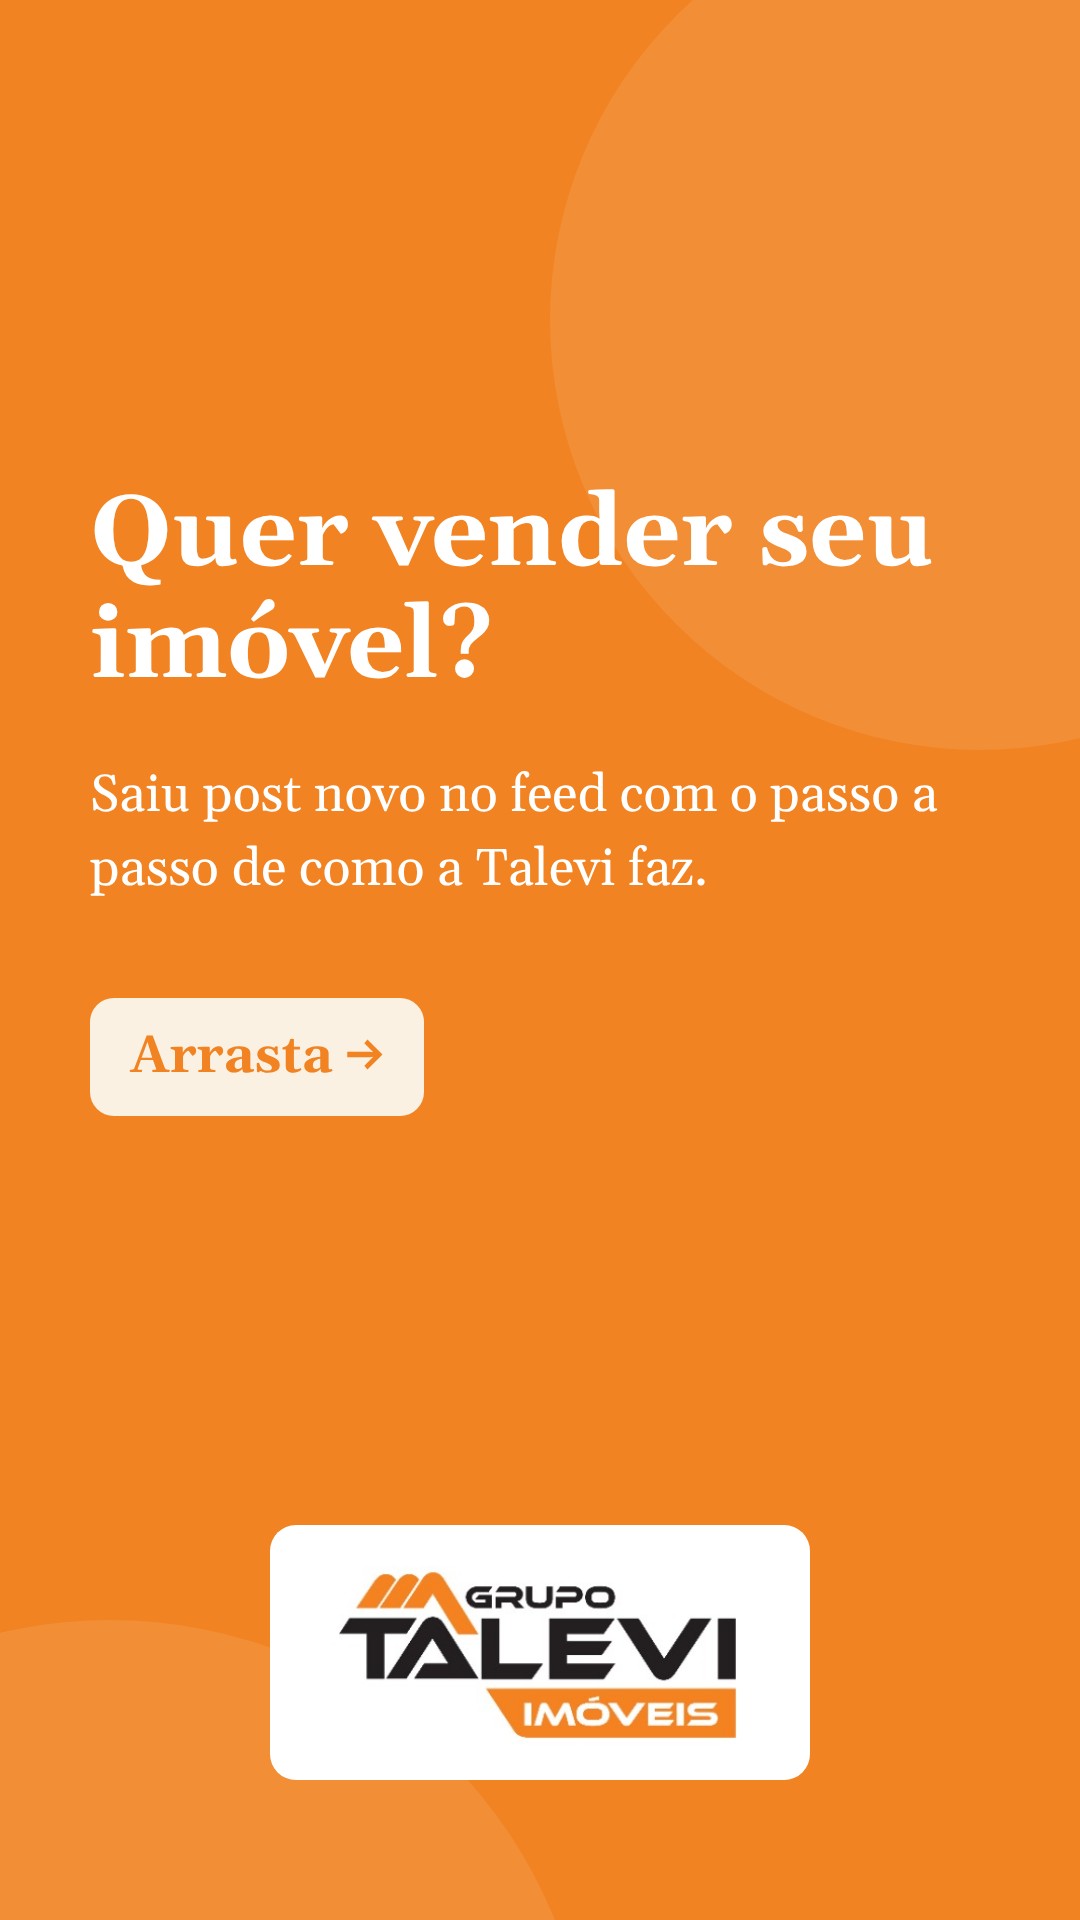 Quer vender seu
imóvel?
Saiu post novo no feed com o passo a
passo de como a Talevi faz.
Arrasta →
GRUPO
TALEVI
IMÓVEIS